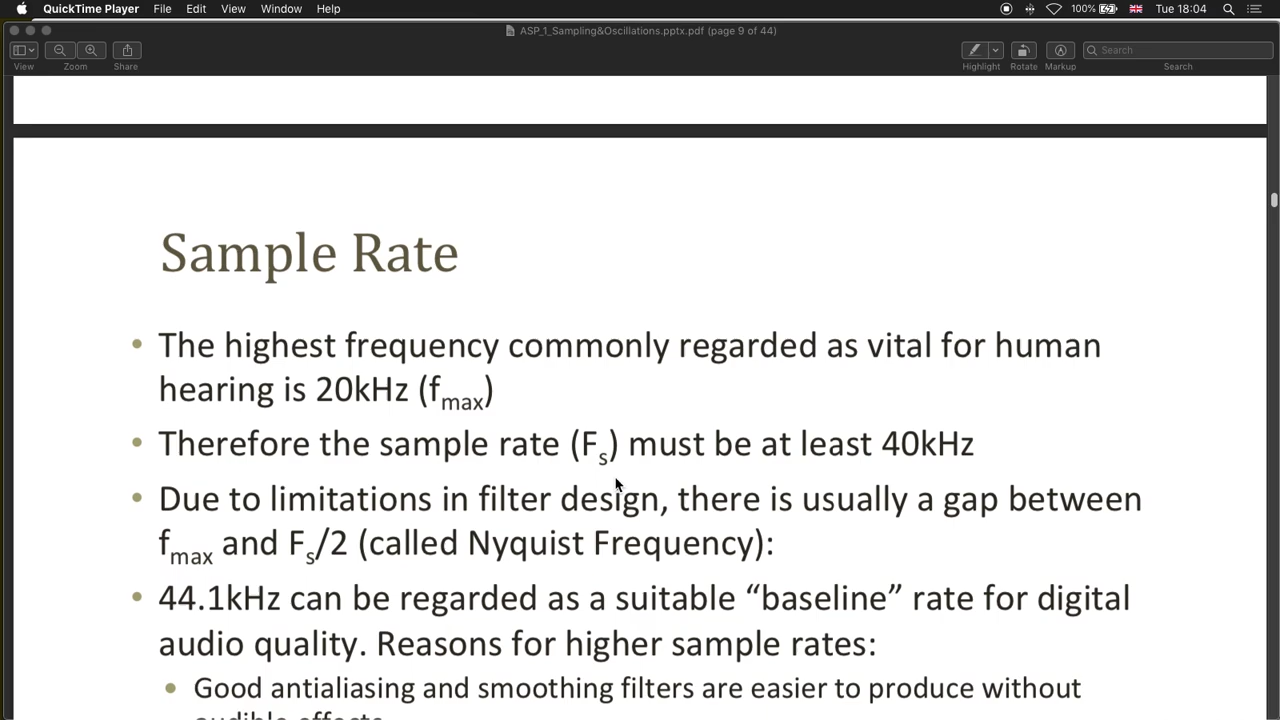 QuickTime Player File Edit View Window Help 100% Tue 18:04
ASP_1_Sampling&Oscillations.pptx.pdf (page 9 of 44)
Search
View Zoom Share Highlight Rotate Markup Search
Sample Rate
• The highest frequency commonly regarded as vital for human
hearing is 20kHz (fmax)
• Therefore the sample rate (Fs) must be at least 40kHz
• Due to limitations in filter design, there is usually a gap between
fmax and Fs/2 (called Nyquist Frequency):
• 44.1kHz can be regarded as a suitable “baseline” rate for digital
audio quality. Reasons for higher sample rates:
• Good antialiasing and smoothing filters are easier to produce without
audible effects